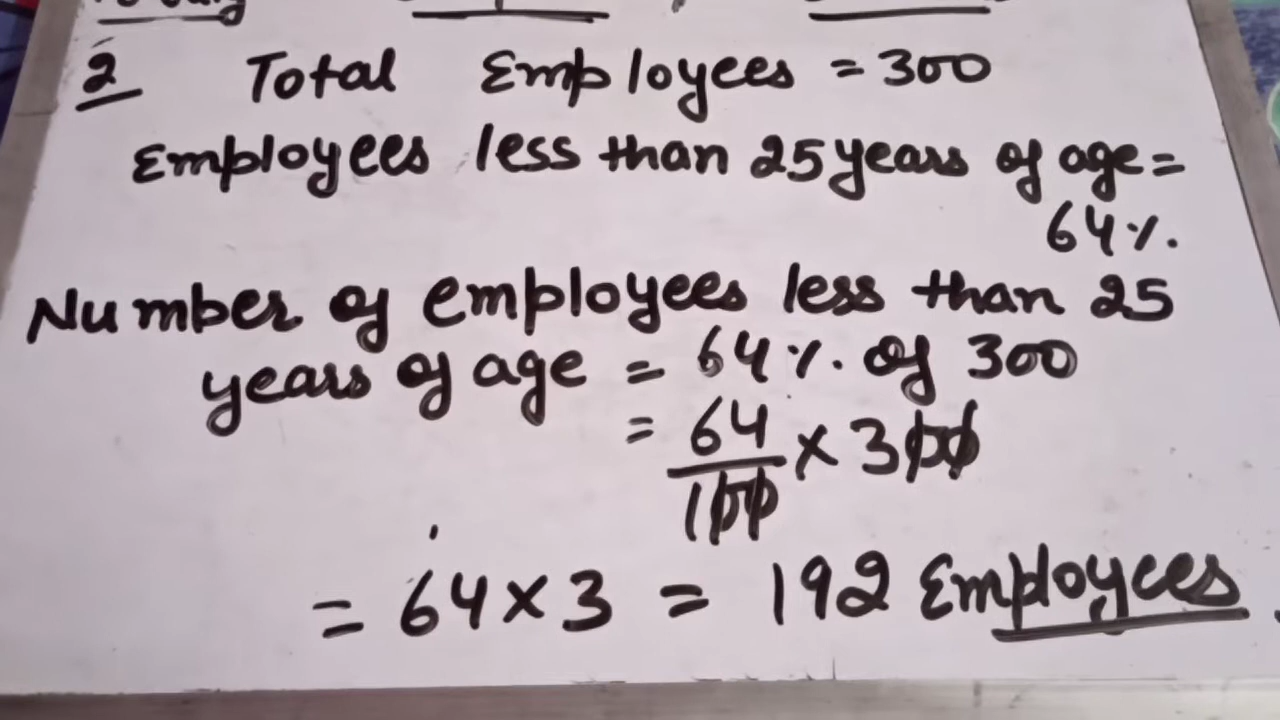 2 Total Employees = 300
Employees less than 25 years of age =
64%.
Number of employees less than 25
years of age = 64%. of 300
= 64/100 × 300
= 64 × 3 = 192 Employees